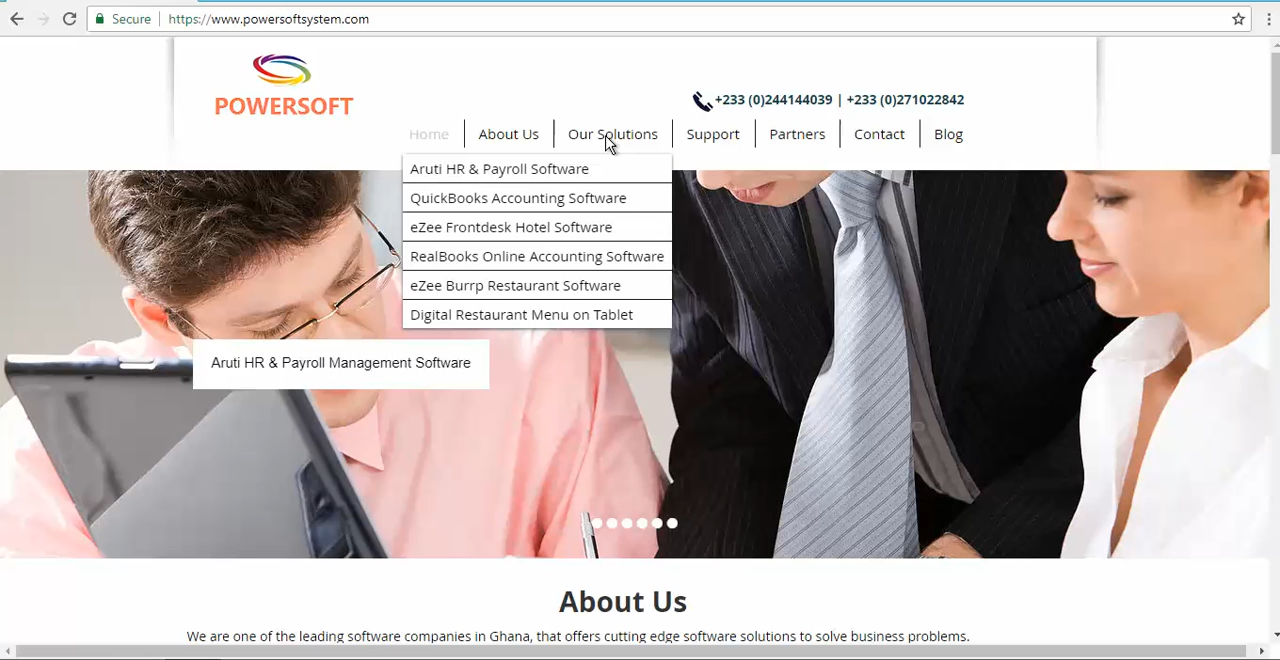 Secure | https://www.powersoftsystem.com
POWERSOFT
+233 (0)244144039 | +233 (0)271022842
Home
About Us
Our Solutions
Support
Partners
Contact
Blog
Aruti HR & Payroll Software
QuickBooks Accounting Software
eZee Frontdesk Hotel Software
RealBooks Online Accounting Software
eZee Burrp Restaurant Software
Digital Restaurant Menu on Tablet
Aruti HR & Payroll Management Software
About Us
We are one of the leading software companies in Ghana, that offers cutting edge software solutions to solve business problems.